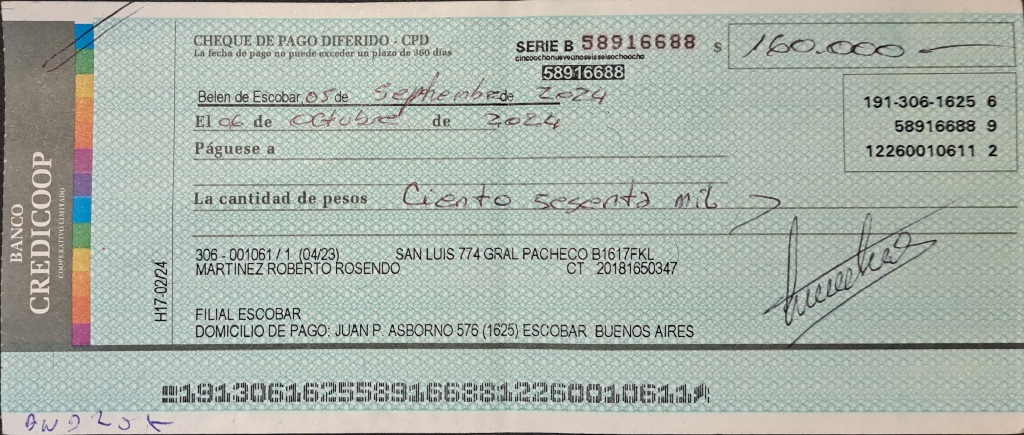 BANCO
CREDICOOP
COOPERATIVO LIMITADO
CHEQUE DE PAGO DIFERIDO - CPD
La fecha de pago no puede exceder un plazo de 360 días
SERIE B 58916688 $ 160.000
cincoochonueveunoseisseisochoocho
58916688
Belen de Escobar, 05 de Septiembre de 2024
El 06 de Octubre de 2024
Páguese a
191-306-1625 6
58916688 9
12260010611 2
La cantidad de pesos Ciento sesenta mil
306 - 001061 / 1 (04/23) SAN LUIS 774 GRAL PACHECO B1617FKL
MARTINEZ ROBERTO ROSENDO CT 20181650347
H17-02/24
FILIAL ESCOBAR
DOMICILIO DE PAGO: JUAN P. ASBORNO 576 (1625) ESCOBAR BUENOS AIRES
19130616255891668812260010611